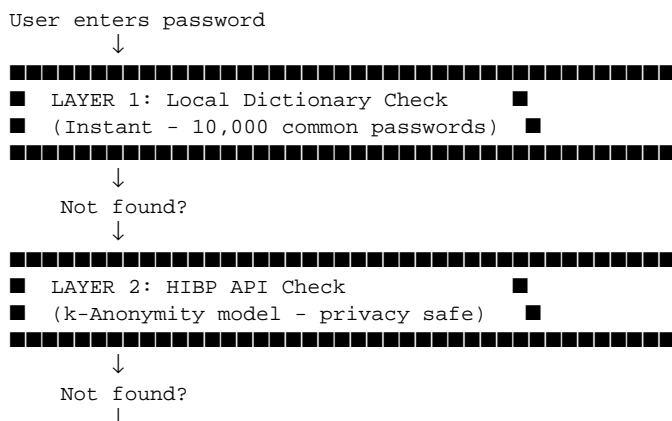 User enters password
↓
■■■■■■■■■■■■■■■■■■■■■■■■■■■■■■■■■■■■■■■■■
■ LAYER 1: Local Dictionary Check ■
■ (Instant - 10,000 common passwords) ■
■■■■■■■■■■■■■■■■■■■■■■■■■■■■■■■■■■■■■■■■■
↓
Not found?
↓
■■■■■■■■■■■■■■■■■■■■■■■■■■■■■■■■■■■■■■■■■
■ LAYER 2: HIBP API Check ■
■ (k-Anonymity model - privacy safe) ■
■■■■■■■■■■■■■■■■■■■■■■■■■■■■■■■■■■■■■■■■■
↓
Not found?